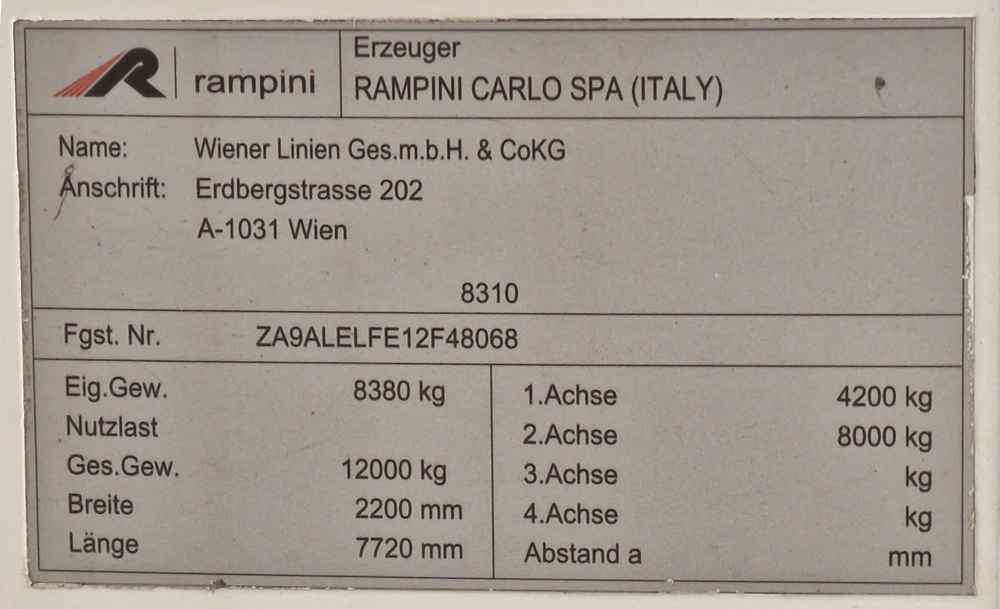 rampini
Erzeuger
RAMPINI CARLO SPA (ITALY)
Name: Wiener Linien Ges.m.b.H. & CoKG
Anschrift: Erdbergstrasse 202
A-1031 Wien
8310
Fgst. Nr. ZA9ALELFE12F48068
Eig.Gew. 8380 kg
Nutzlast
Ges.Gew. 12000 kg
Breite 2200 mm
Länge 7720 mm
1.Achse 4200 kg
2.Achse 8000 kg
3.Achse kg
4.Achse kg
Abstand a mm